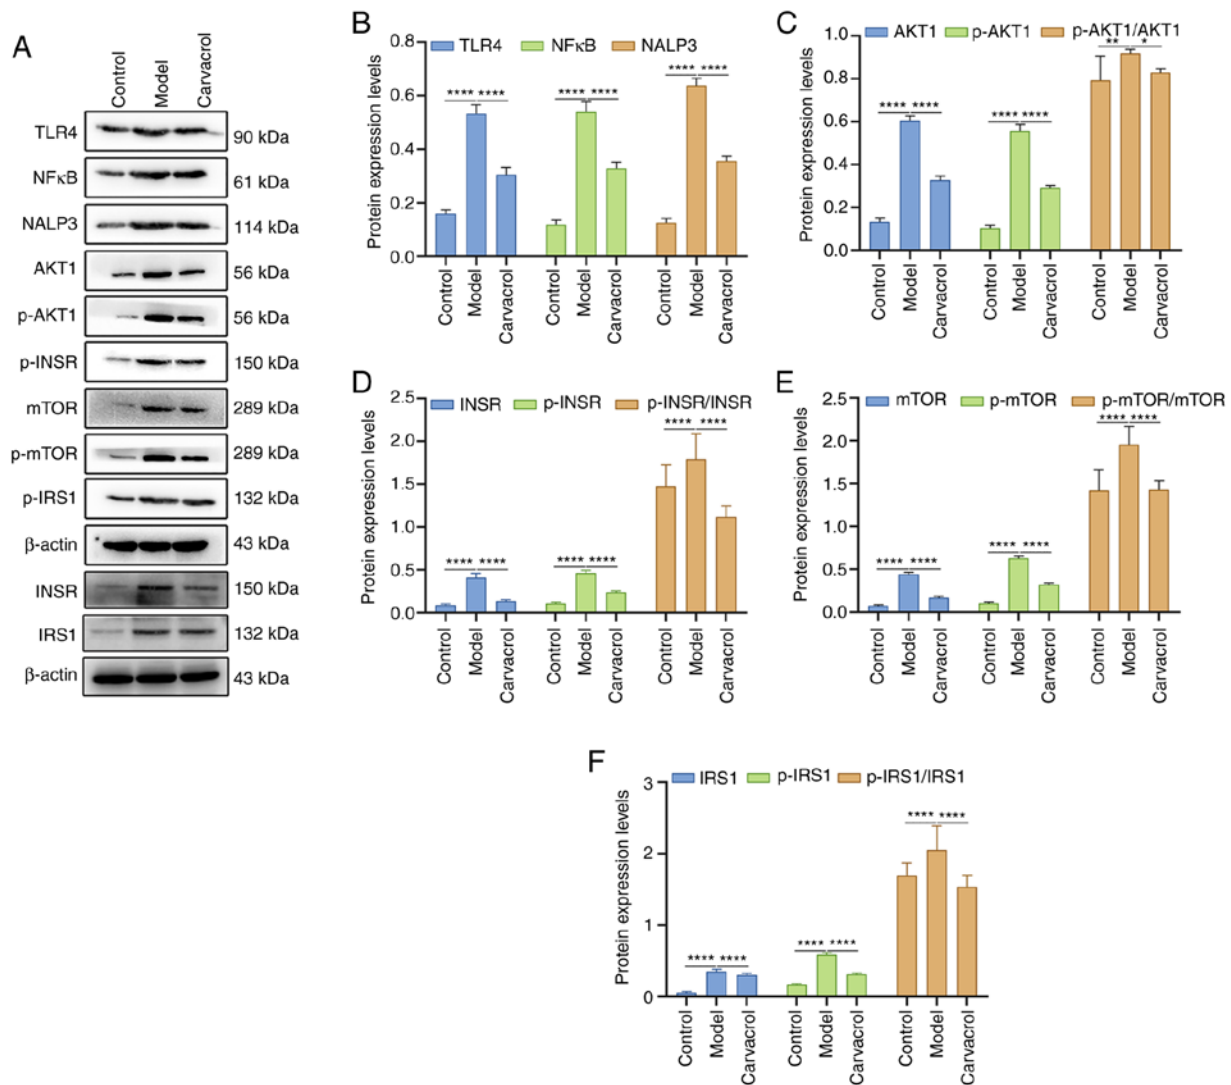 A
Control
Model
Carvacrol
TLR4 90 kDa
NFκB 61 kDa
NALP3 114 kDa
AKT1 56 kDa
p-AKT1 56 kDa
p-INSR 150 kDa
mTOR 289 kDa
p-mTOR 289 kDa
p-IRS1 132 kDa
β-actin 43 kDa
INSR 150 kDa
IRS1 132 kDa
β-actin 43 kDa
B
TLR4 NFκB NALP3
Protein expression levels
0.8
0.6
0.4
0.2
0.0
**** ****
**** ****
**** ****
Control
Model
Carvacrol
Control
Model
Carvacrol
Control
Model
Carvacrol
C
AKT1 p-AKT1 p-AKT1/AKT1
Protein expression levels
1.0
0.8
0.6
0.4
0.2
0.0
**** ****
**** ****
** *
Control
Model
Carvacrol
Control
Model
Carvacrol
Control
Model
Carvacrol
D
INSR p-INSR p-INSR/INSR
Protein expression levels
2.5
2.0
1.5
1.0
0.5
0.0
**** ****
**** ****
**** ****
Control
Model
Carvacrol
Control
Model
Carvacrol
Control
Model
Carvacrol
E
mTOR p-mTOR p-mTOR/mTOR
Protein expression levels
2.5
2.0
1.5
1.0
0.5
0.0
**** ****
**** ****
**** ****
Control
Model
Carvacrol
Control
Model
Carvacrol
Control
Model
Carvacrol
F
IRS1 p-IRS1 p-IRS1/IRS1
Protein expression levels
3
2
1
0
**** ****
**** ****
**** ****
Control
Model
Carvacrol
Control
Model
Carvacrol
Control
Model
Carvacrol